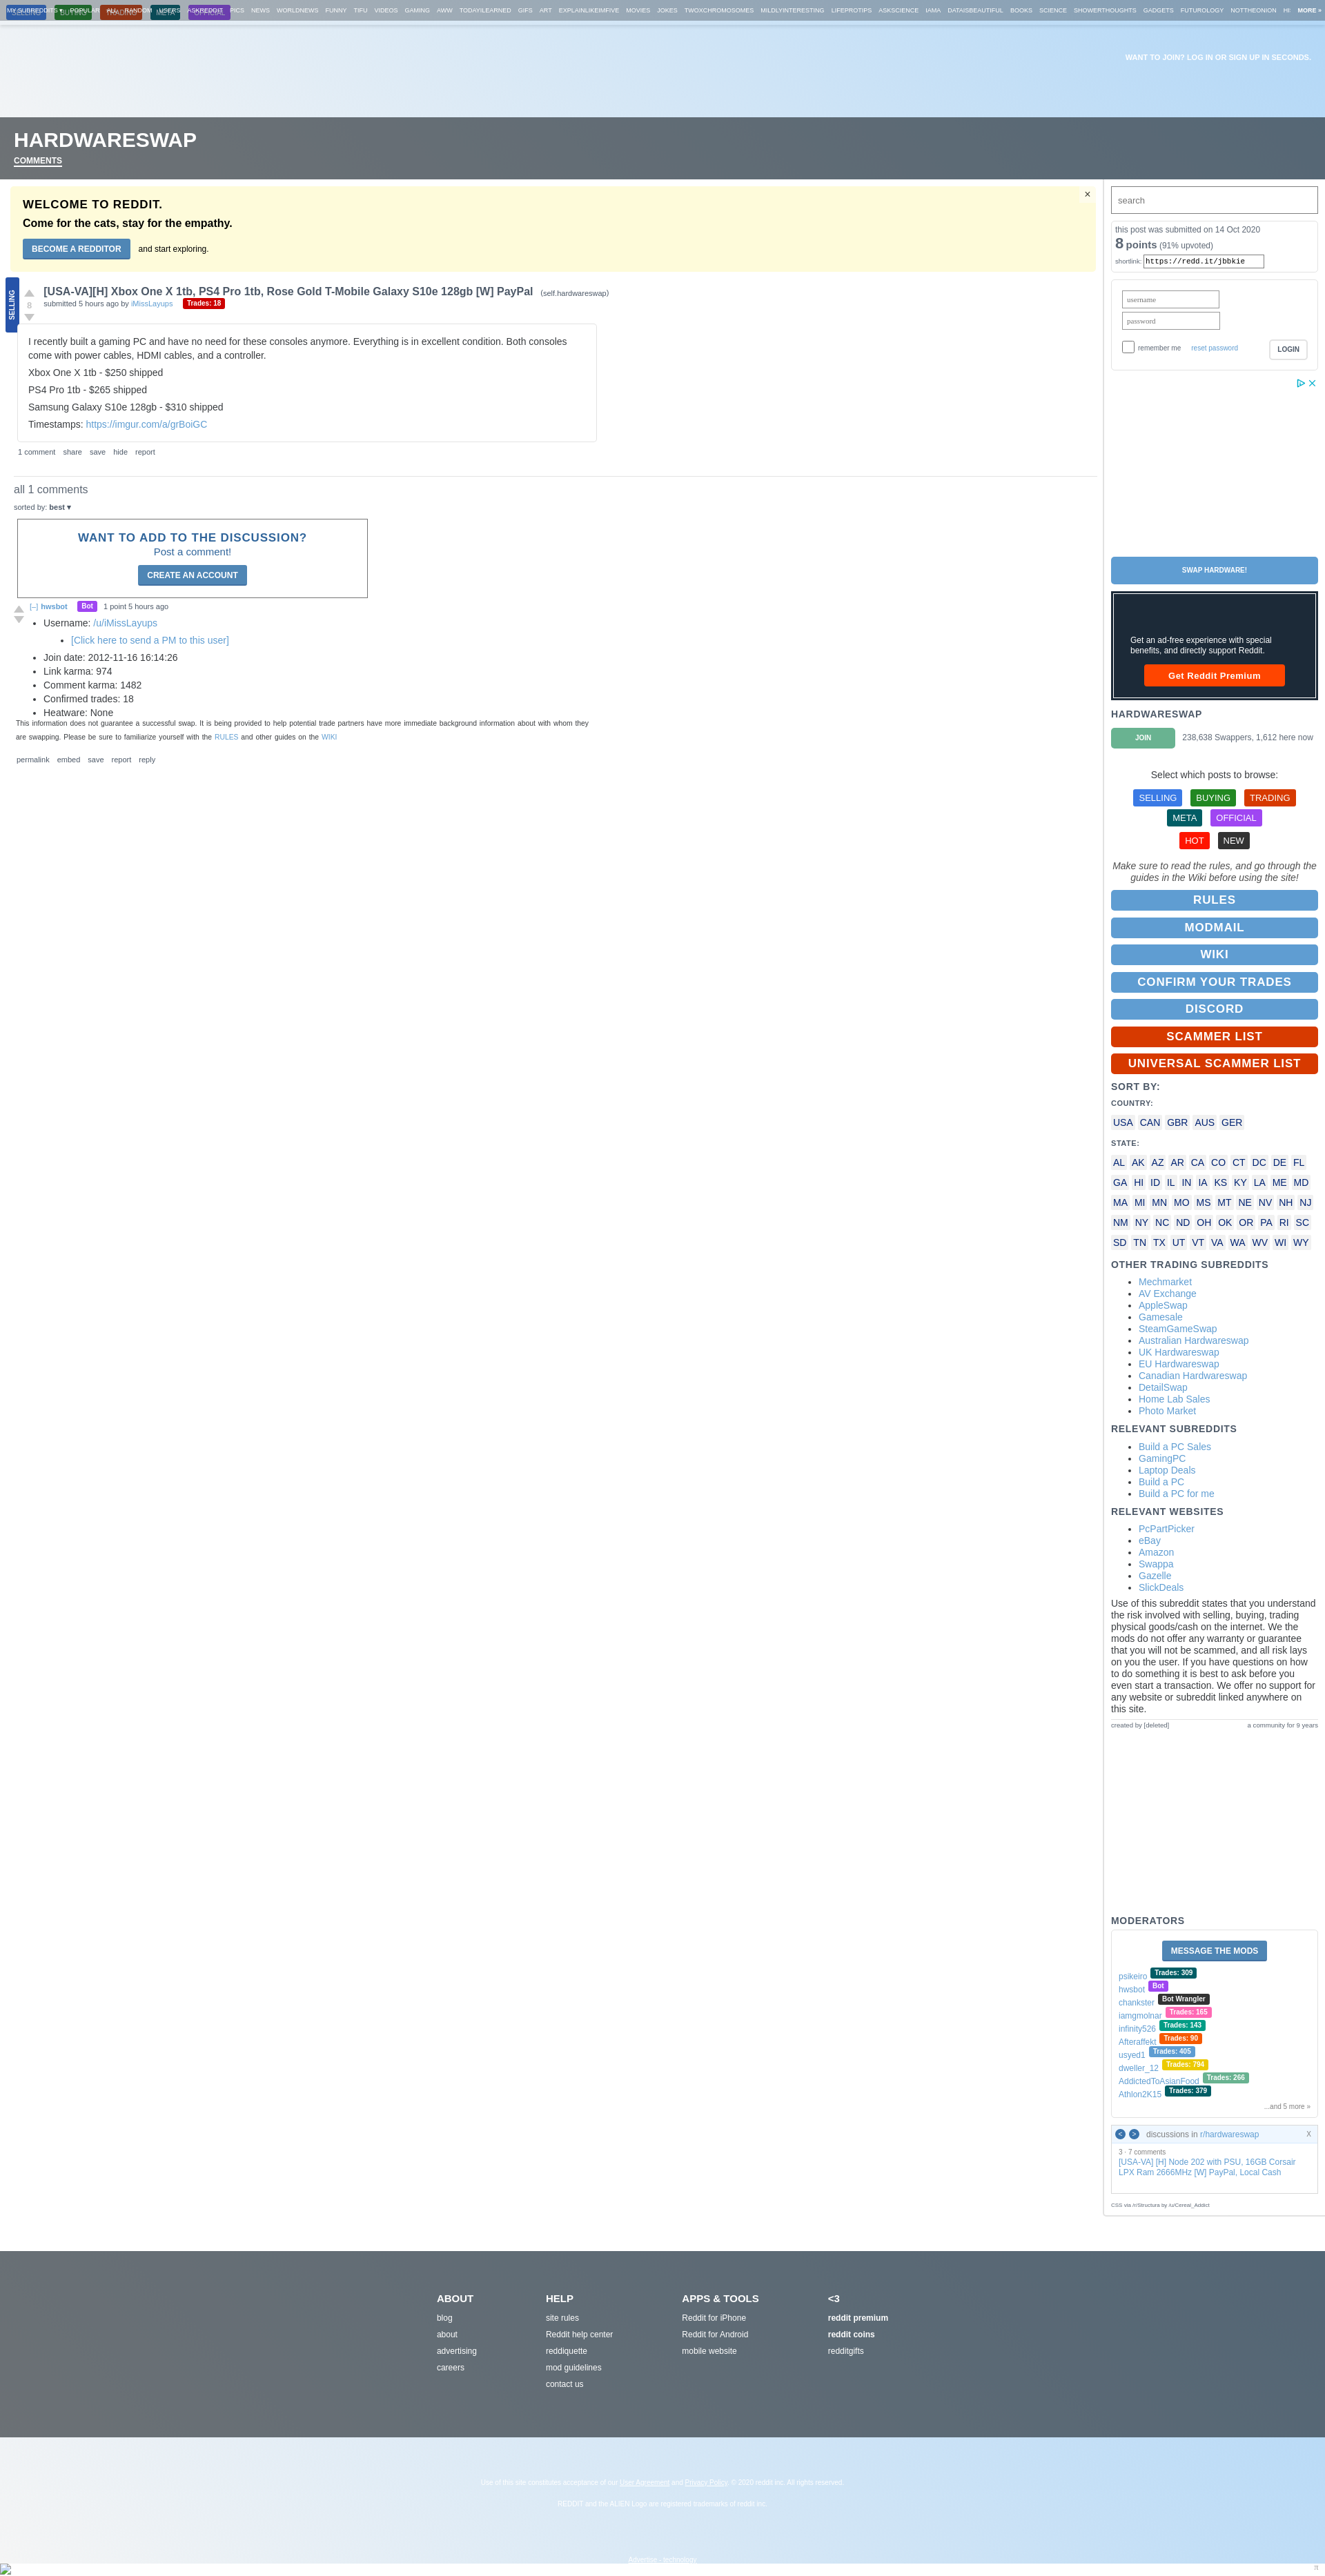 MY SUBREDDITS ▾ POPULAR ALL RANDOM USERS ASKREDDIT PICS NEWS WORLDNEWS FUNNY TIFU VIDEOS GAMING AWW TODAYILEARNED GIFS ART EXPLAINLIKEIMFIVE MOVIES JOKES TWOXCHROMOSOMES MILDLYINTERESTING LIFEPROTIPS ASKSCIENCE IAMA DATAISBEAUTIFUL BOOKS SCIENCE SHOWERTHOUGHTS GADGETS FUTUROLOGY NOTTHEONION HI MORE »
SELLING BUYING TRADING META OFFICIAL
WANT TO JOIN? LOG IN OR SIGN UP IN SECONDS.
HARDWARESWAP
COMMENTS
WELCOME TO REDDIT.
Come for the cats, stay for the empathy.
BECOME A REDDITOR and start exploring.
×
SELLING
8
[USA-VA][H] Xbox One X 1tb, PS4 Pro 1tb, Rose Gold T-Mobile Galaxy S10e 128gb [W] PayPal (self.hardwareswap)
submitted 5 hours ago by iMissLayups Trades: 18
I recently built a gaming PC and have no need for these consoles anymore. Everything is in excellent condition. Both consoles
come with power cables, HDMI cables, and a controller.
Xbox One X 1tb - $250 shipped
PS4 Pro 1tb - $265 shipped
Samsung Galaxy S10e 128gb - $310 shipped
Timestamps: https://imgur.com/a/grBoiGC
1 comment share save hide report
all 1 comments
sorted by: best ▾
WANT TO ADD TO THE DISCUSSION?
Post a comment!
CREATE AN ACCOUNT
[–] hwsbot Bot 1 point 5 hours ago
Username: /u/iMissLayups
[Click here to send a PM to this user]
Join date: 2012-11-16 16:14:26
Link karma: 974
Comment karma: 1482
Confirmed trades: 18
Heatware: None
This information does not guarantee a successful swap. It is being provided to help potential trade partners have more immediate background information about with whom they
are swapping. Please be sure to familiarize yourself with the RULES and other guides on the WIKI
permalink embed save report reply
search
this post was submitted on 14 Oct 2020
8 points (92% upvoted)
shortlink: https://redd.it/jbbkie
username
password
remember me reset password LOGIN
SWAP HARDWARE!
Get an ad-free experience with special
benefits, and directly support Reddit.
Get Reddit Premium
HARDWARESWAP
JOIN 238,638 Swappers, 1,612 here now
Select which posts to browse:
SELLING BUYING TRADING
META OFFICIAL
HOT NEW
Make sure to read the rules, and go through the
guides in the Wiki before using the site!
RULES
MODMAIL
WIKI
CONFIRM YOUR TRADES
DISCORD
SCAMMER LIST
UNIVERSAL SCAMMER LIST
SORT BY:
COUNTRY:
USA CAN GBR AUS GER
STATE:
AL AK AZ AR CA CO CT DC DE FL
GA HI ID IL IN IA KS KY LA ME MD
MA MI MN MO MS MT NE NV NH NJ
NM NY NC ND OH OK OR PA RI SC
SD TN TX UT VT VA WA WV WI WY
OTHER TRADING SUBREDDITS
Mechmarket
AV Exchange
AppleSwap
Gamesale
SteamGameSwap
Australian Hardwareswap
UK Hardwareswap
EU Hardwareswap
Canadian Hardwareswap
DetailSwap
Home Lab Sales
Photo Market
RELEVANT SUBREDDITS
Build a PC Sales
GamingPC
Laptop Deals
Build a PC
Build a PC for me
RELEVANT WEBSITES
PcPartPicker
eBay
Amazon
Swappa
Gazelle
SlickDeals
Use of this subreddit states that you understand
the risk involved with selling, buying, trading
physical goods/cash on the internet. We the
mods do not offer any warranty or guarantee
that you will not be scammed, and all risk lays
on you the user. If you have questions on how
to do something it is best to ask before you
even start a transaction. We offer no support for
any website or subreddit linked anywhere on
this site.
created by [deleted] a community for 9 years
MODERATORS
MESSAGE THE MODS
psikeiro Trades: 309
hwsbot Bot
chankster Bot Wrangler
iamgmolnar Trades: 165
infinity526 Trades: 143
Afteraffekt Trades: 90
usyed1 Trades: 405
dweller_12 Trades: 794
AddictedToAsianFood Trades: 266
Athlon2K15 Trades: 379
...and 5 more »
< > discussions in r/hardwareswap X
3 · 7 comments
[USA-VA] [H] Node 202 with PSU, 16GB Corsair
LPX Ram 2666MHz [W] PayPal, Local Cash
CSS via /r/Structura by /u/Cereal_Addict
ABOUT
blog
about
advertising
careers
HELP
site rules
Reddit help center
reddiquette
mod guidelines
contact us
APPS & TOOLS
Reddit for iPhone
Reddit for Android
mobile website
<3
reddit premium
reddit coins
redditgifts
Use of this site constitutes acceptance of our User Agreement and Privacy Policy. © 2020 reddit inc. All rights reserved.
REDDIT and the ALIEN Logo are registered trademarks of reddit inc.
Advertise - technology
π